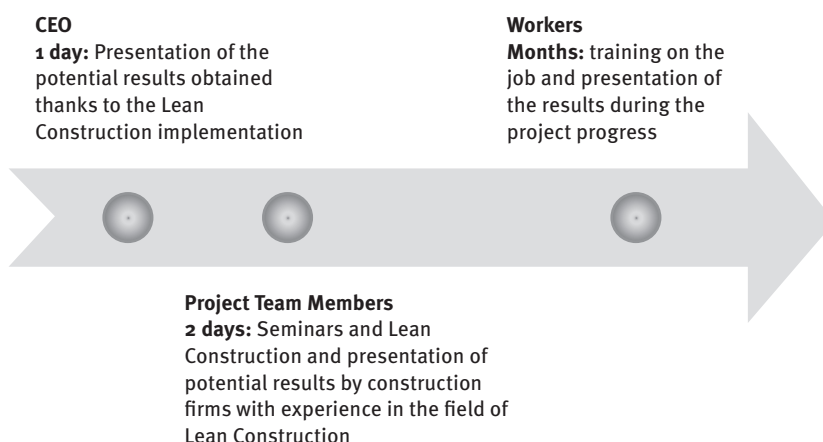 CEO
1 day: Presentation of the
potential results obtained
thanks to the Lean
Construction implementation
Workers
Months: training on the
job and presentation of
the results during the
project progress
Project Team Members
2 days: Seminars and Lean
Construction and presentation of
potential results by construction
firms with experience in the field of
Lean Construction